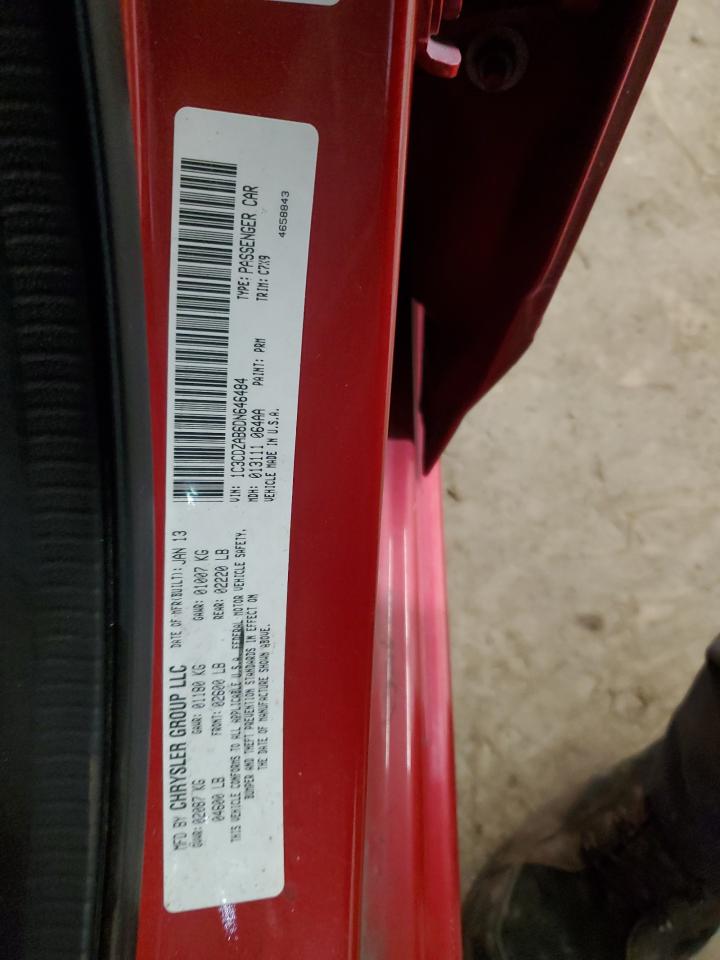 MFD BY CHRYSLER GROUP LLC DATE OF MFR(BUILT): JAN 13
GVWR: 02087 KG GAWR: 01180 KG GAWR: 01007 KG
04600 LB FRONT: 02600 LB REAR: 02220 LB
THIS VEHICLE CONFORMS TO ALL APPLICABLE U.S.A. FEDERAL MOTOR VEHICLE SAFETY,
BUMPER AND THEFT PREVENTION STANDARDS IN EFFECT ON
THE DATE OF MANUFACTURE SHOWN ABOVE.
VIN: 1C3CDZAB6DN646484 TYPE: PASSENGER CAR
MDH: 013111 064AA PAINT: PRM TRIM: C7X9
VEHICLE MADE IN U.S.A. 4658843